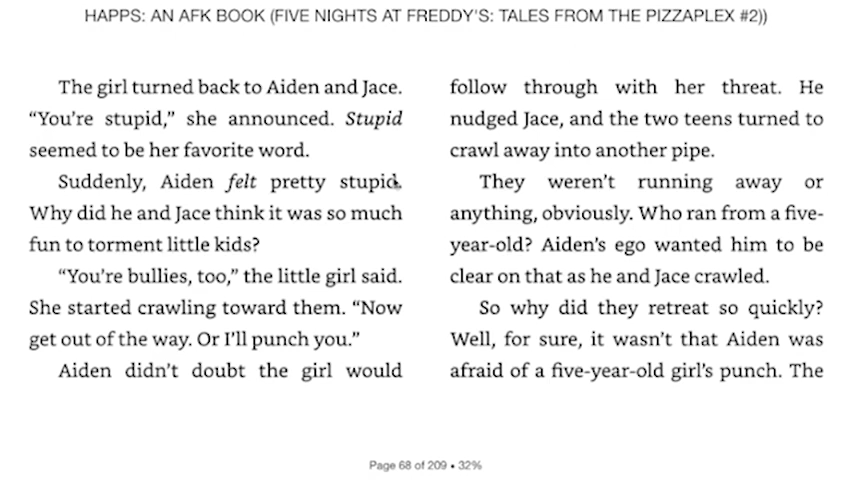 HAPPS: AN AFK BOOK (FIVE NIGHTS AT FREDDY'S: TALES FROM THE PIZZAPLEX #2))
The girl turned back to Aiden and Jace.
“You’re stupid,” she announced. Stupid
seemed to be her favorite word.
Suddenly, Aiden felt pretty stupid.
Why did he and Jace think it was so much
fun to torment little kids?
“You’re bullies, too,” the little girl said.
She started crawling toward them. “Now
get out of the way. Or I’ll punch you.”
Aiden didn’t doubt the girl would
follow through with her threat. He
nudged Jace, and the two teens turned to
crawl away into another pipe.
They weren’t running away or
anything, obviously. Who ran from a five-
year-old? Aiden’s ego wanted him to be
clear on that as he and Jace crawled.
So why did they retreat so quickly?
Well, for sure, it wasn’t that Aiden was
afraid of a five-year-old girl’s punch. The
Page 68 of 209 • 32%